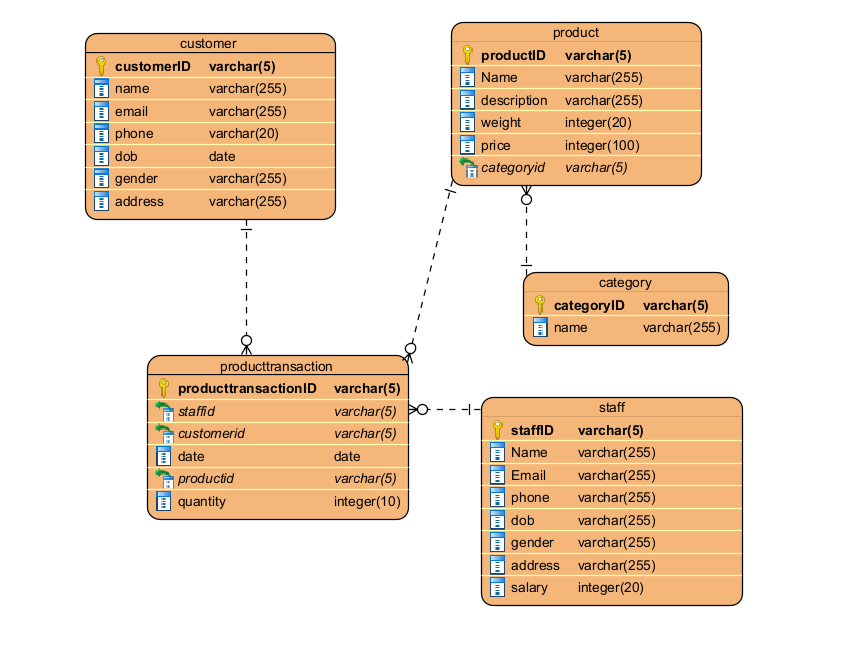 customer
customerID varchar(5)
name varchar(255)
email varchar(255)
phone varchar(20)
dob date
gender varchar(255)
address varchar(255)
product
productID varchar(5)
Name varchar(255)
description varchar(255)
weight integer(20)
price integer(100)
categoryid varchar(5)
category
categoryID varchar(5)
name varchar(255)
producttransaction
producttransactionID varchar(5)
staffid varchar(5)
customerid varchar(5)
date date
productid varchar(5)
quantity integer(10)
staff
staffID varchar(5)
Name varchar(255)
Email varchar(255)
phone varchar(255)
dob varchar(255)
gender varchar(255)
address varchar(255)
salary integer(20)